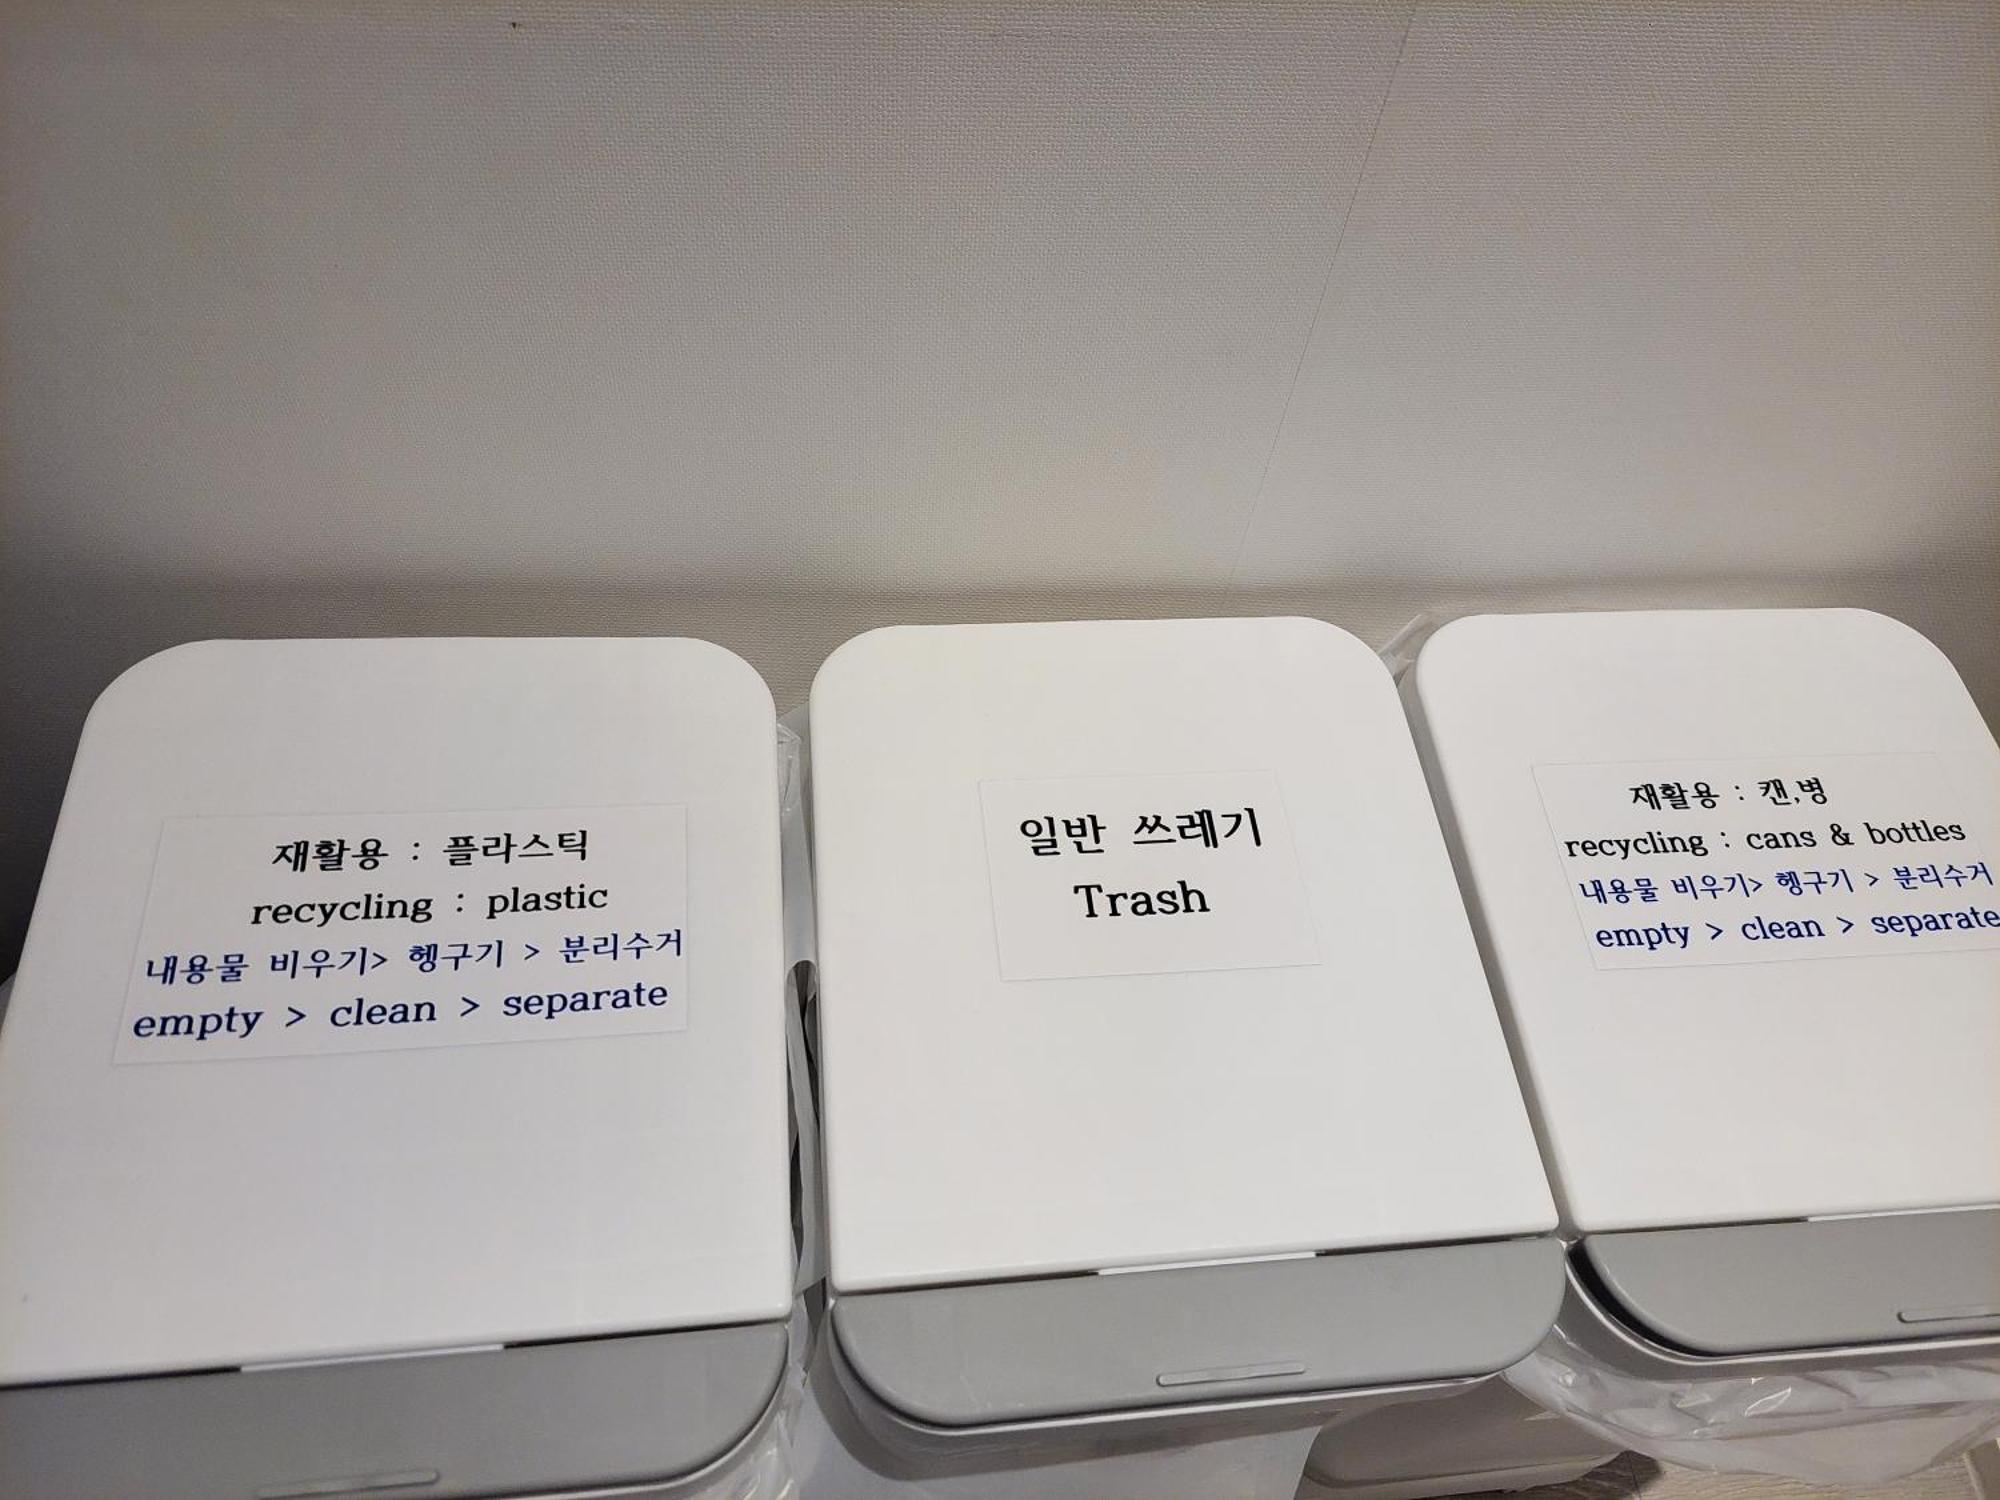 재활용 : 플라스틱
recycling : plastic
내용물 비우기> 헹구기 > 분리수거
empty > clean > separate
일반 쓰레기
Trash
재활용 : 캔,병
recycling : cans & bottles
내용물 비우기> 헹구기 > 분리수거
empty > clean > separate